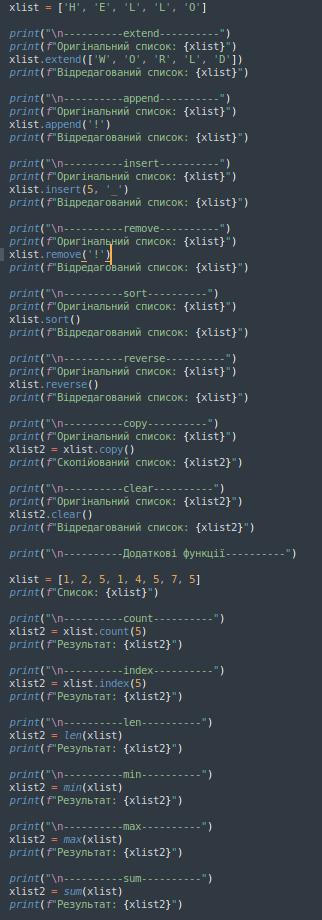 xlist = ['H', 'E', 'L', 'L', 'O']
print("\n----------extend----------")
print(f"Оригінальний список: {xlist}")
xlist.extend(['W', 'O', 'R', 'L', 'D'])
print(f"Відредагований список: {xlist}")
print("\n----------append----------")
print(f"Оригінальний список: {xlist}")
xlist.append('!')
print(f"Відредагований список: {xlist}")
print("\n----------insert----------")
print(f"Оригінальний список: {xlist}")
xlist.insert(5, '_')
print(f"Відредагований список: {xlist}")
print("\n----------remove----------")
print(f"Оригінальний список: {xlist}")
xlist.remove('!')
print(f"Відредагований список: {xlist}")
print("\n----------sort----------")
print(f"Оригінальний список: {xlist}")
xlist.sort()
print(f"Відредагований список: {xlist}")
print("\n----------reverse----------")
print(f"Оригінальний список: {xlist}")
xlist.reverse()
print(f"Відредагований список: {xlist}")
print("\n----------copy----------")
print(f"Оригінальний список: {xlist}")
xlist2 = xlist.copy()
print(f"Скопійований список: {xlist2}")
print("\n----------clear----------")
print(f"Оригінальний список: {xlist2}")
xlist2.clear()
print(f"Відредагований список: {xlist2}")
print("\n----------Додаткові функції----------")
xlist = [1, 2, 5, 1, 4, 5, 7, 5]
print(f"Список: {xlist}")
print("\n----------count----------")
xlist2 = xlist.count(5)
print(f"Результат: {xlist2}")
print("\n----------index----------")
xlist2 = xlist.index(5)
print(f"Результат: {xlist2}")
print("\n----------len----------")
xlist2 = len(xlist)
print(f"Результат: {xlist2}")
print("\n----------min----------")
xlist2 = min(xlist)
print(f"Результат: {xlist2}")
print("\n----------max----------")
xlist2 = max(xlist)
print(f"Результат: {xlist2}")
print("\n----------sum----------")
xlist2 = sum(xlist)
print(f"Результат: {xlist2}")